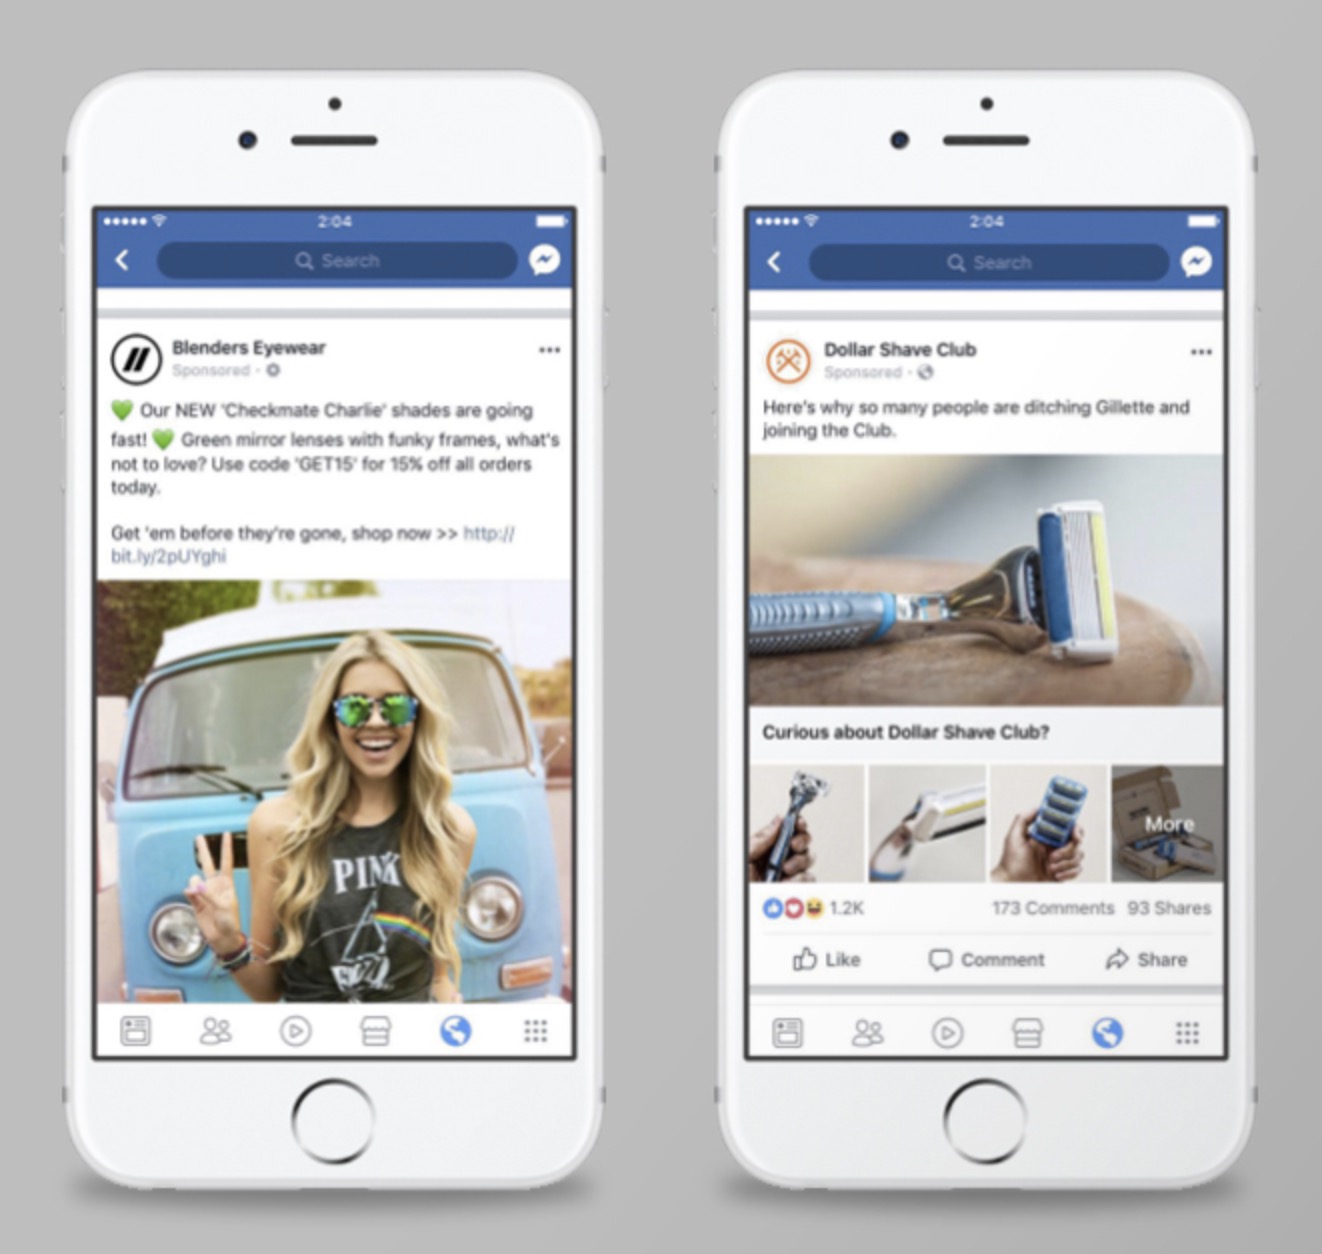 2:04
Search
Blenders Eyewear
Sponsored ·
💚 Our NEW 'Checkmate Charlie' shades are going
fast! 💚 Green mirror lenses with funky frames, what's
not to love? Use code 'GET15' for 15% off all orders
today.
Get 'em before they're gone, shop now >> http://
bit.ly/2pUYghi
PINK
2:04
Search
Dollar Shave Club
Sponsored ·
Here's why so many people are ditching Gillette and
joining the Club.
Curious about Dollar Shave Club?
More
1.2K 173 Comments 93 Shares
Like Comment Share